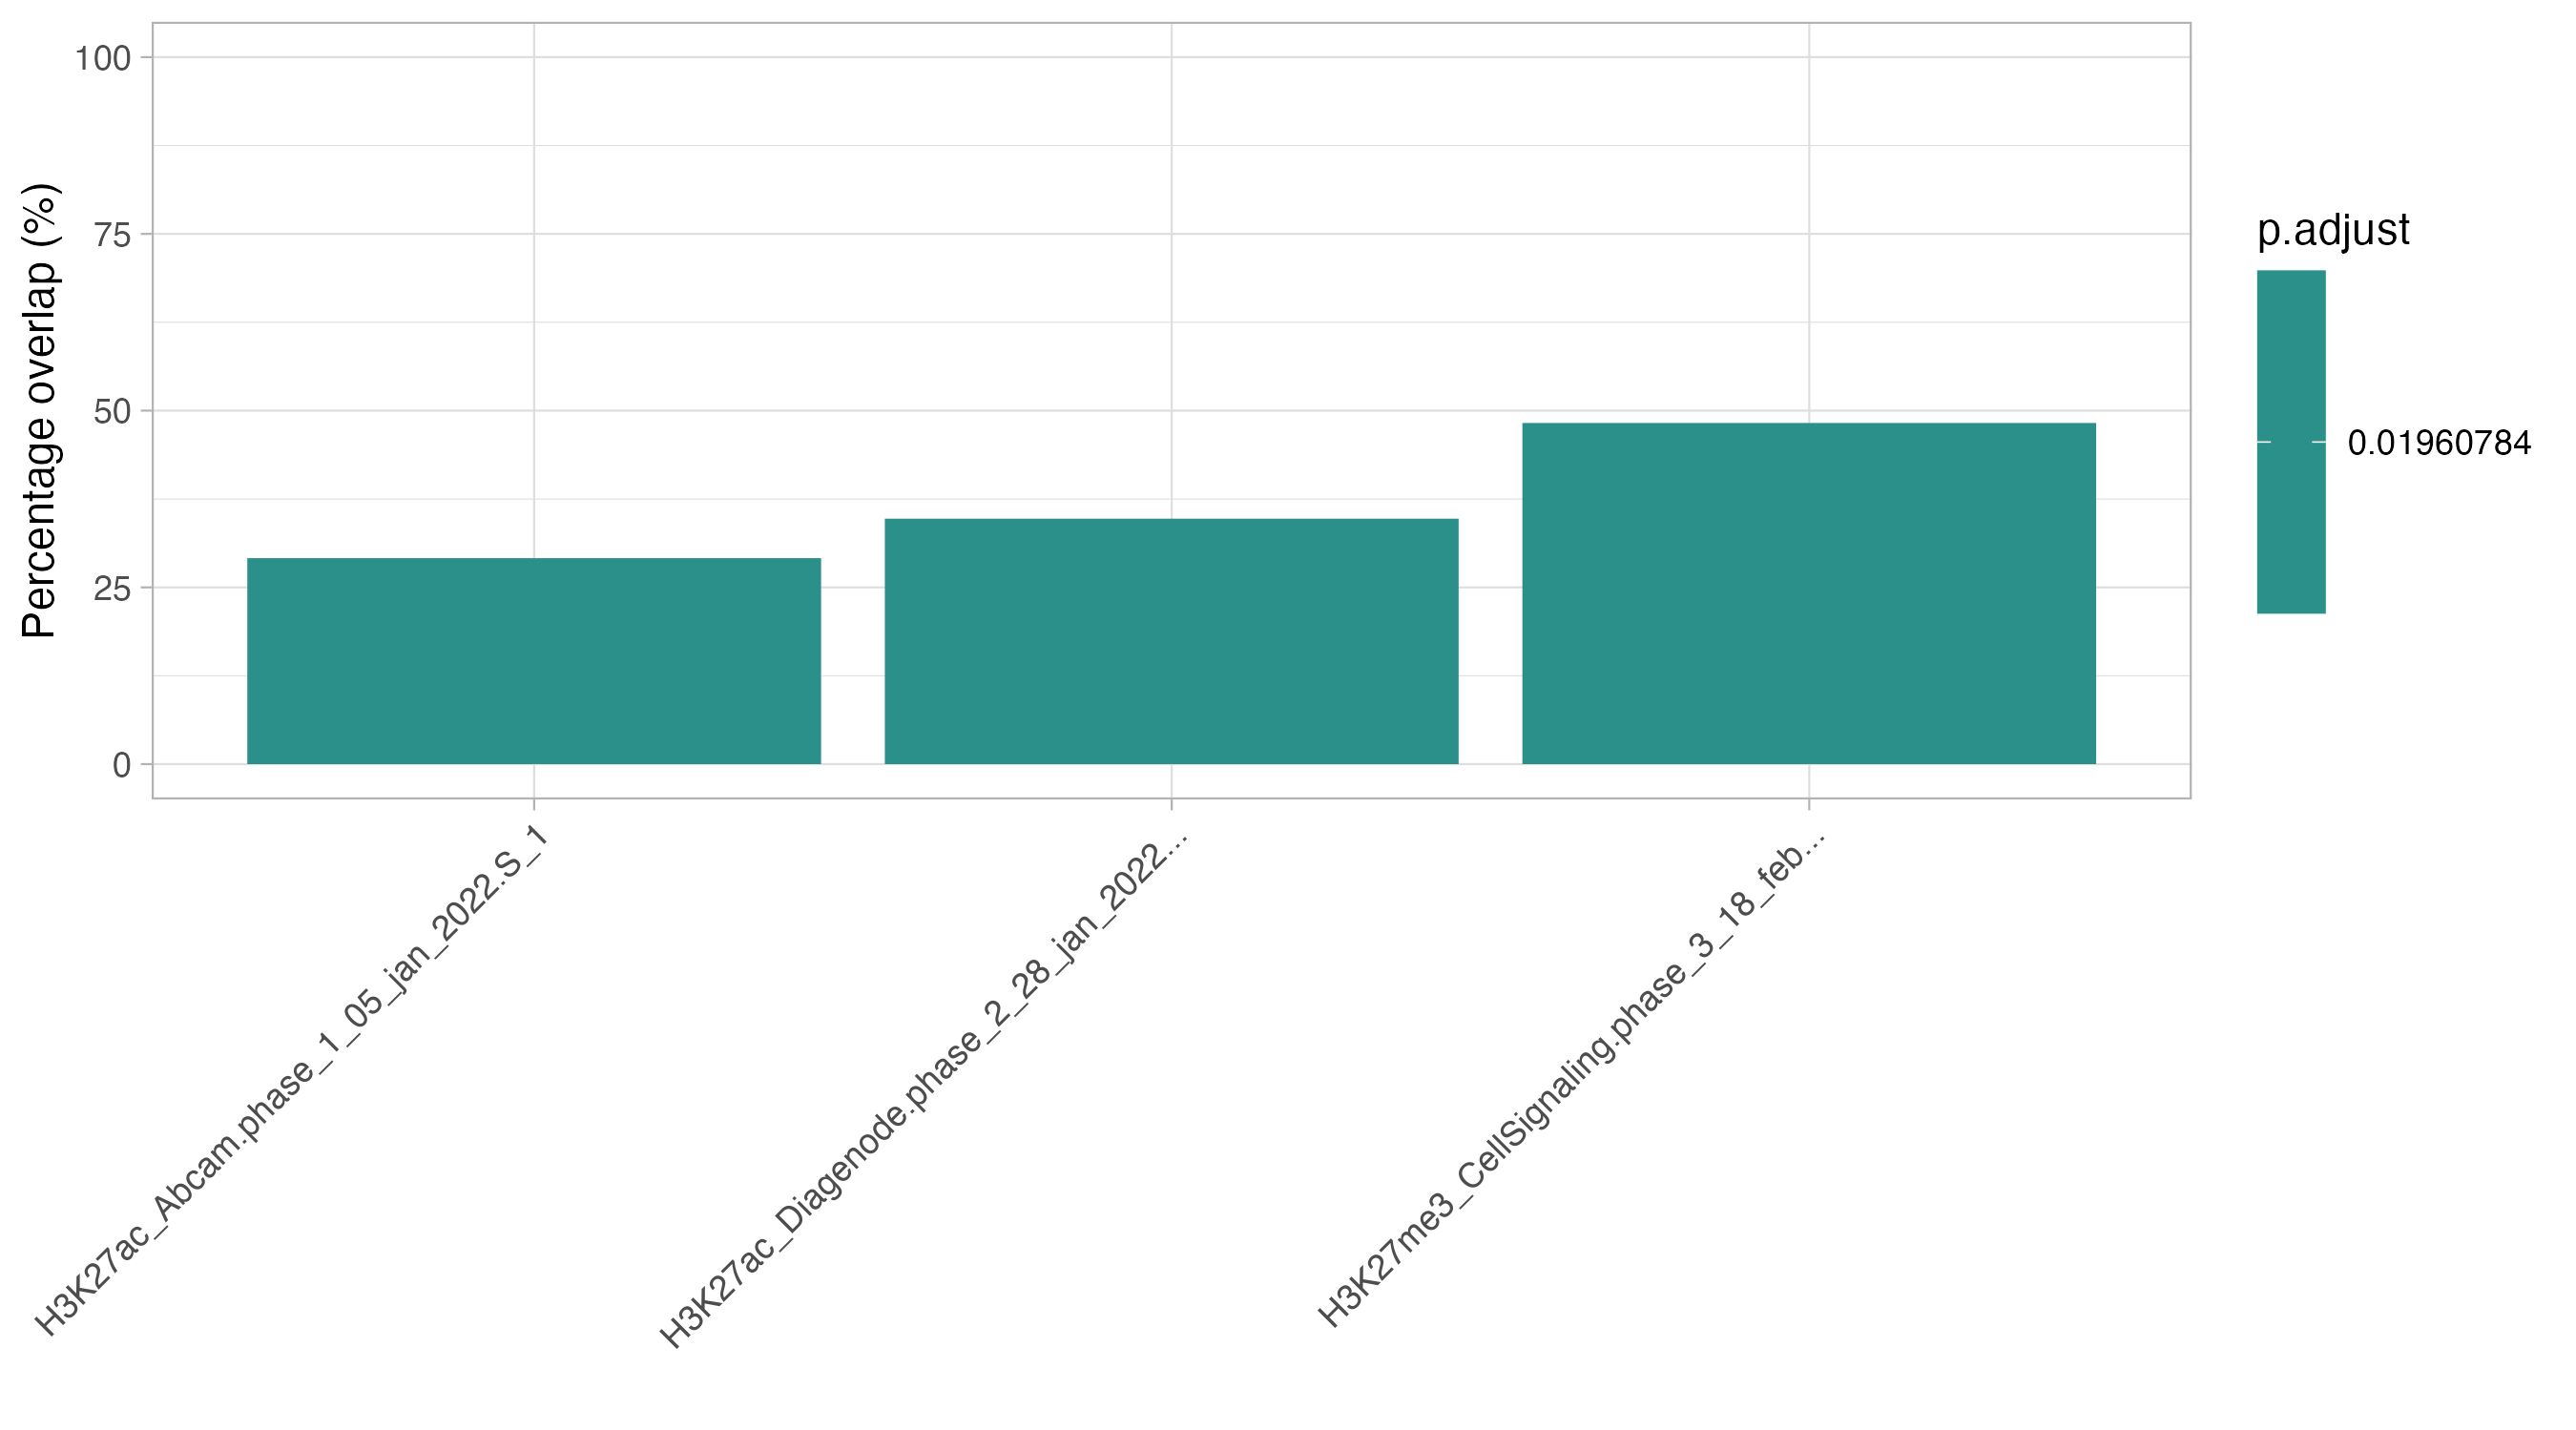 Percentage overlap (%)
100
75
50
25
0
H3K27ac_Abcam.phase_1_05_jan_2022.S_1
H3K27ac_Diagenode.phase_2_28_jan_2022...
H3K27me3_CellSignaling.phase_3_18_feb...
p.adjust
0.01960784